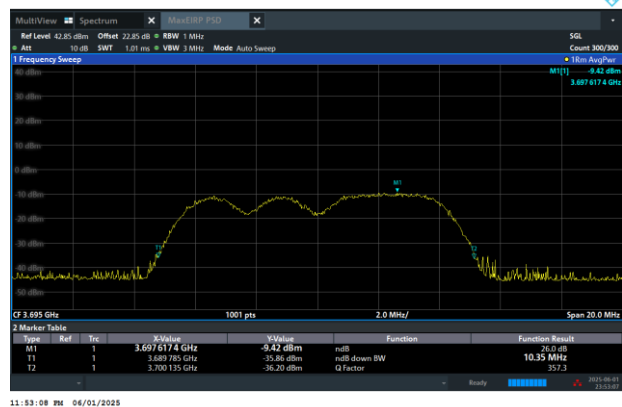 MultiView Spectrum X MaxEIRP PSD X
Ref Level 42.85 dBm Offset 22.85 dB RBW 1 MHz SGL
Att 10 dB SWT 1.01 ms VBW 3 MHz Mode Auto Sweep Count 300/300
1 Frequency Sweep 1Rm AvgPwr
40 dBm M1[1] -9.42 dBm
3.697 617 4 GHz
30 dBm
20 dBm
10 dBm
0 dBm
M1
-10 dBm
-20 dBm
-30 dBm
T1 T2
-40 dBm
-50 dBm
CF 3.695 GHz 1001 pts 2.0 MHz/ Span 20.0 MHz
2 Marker Table
Type Ref Trc X-Value Y-Value Function Function Result
M1 1 3.697 617 4 GHz -9.42 dBm ndB 26.0 dB
T1 1 3.689 785 GHz -35.86 dBm ndB down BW 10.35 MHz
T2 1 3.700 135 GHz -36.20 dBm Q Factor 357.3
Ready 2025-06-01
23:53:07
11:53:08 PM 06/01/2025